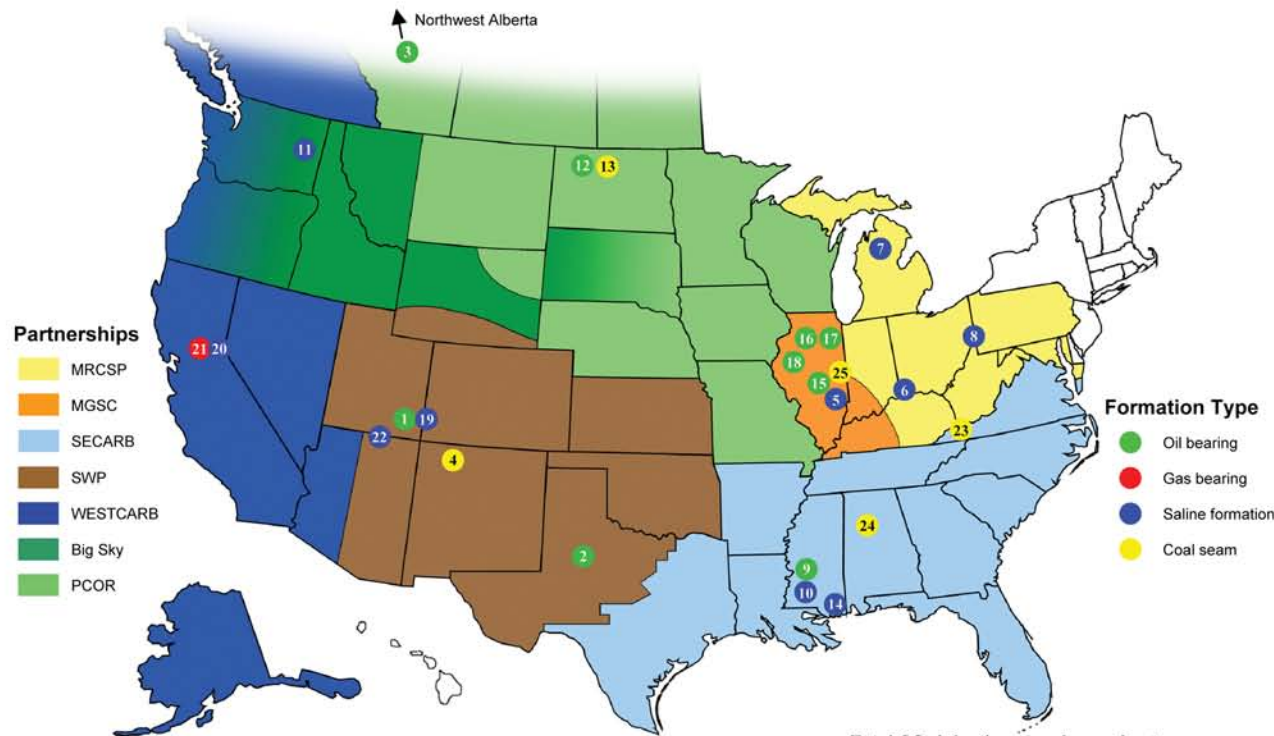 Northwest Alberta
3
11
12
13
7
21
20
16
17
8
18
25
15
5
6
1
19
22
23
4
24
2
9
10
14
Partnerships
MRCSP
MGSC
SECARB
SWP
WESTCARB
Big Sky
PCOR
Formation Type
Oil bearing
Gas bearing
Saline formation
Coal seam